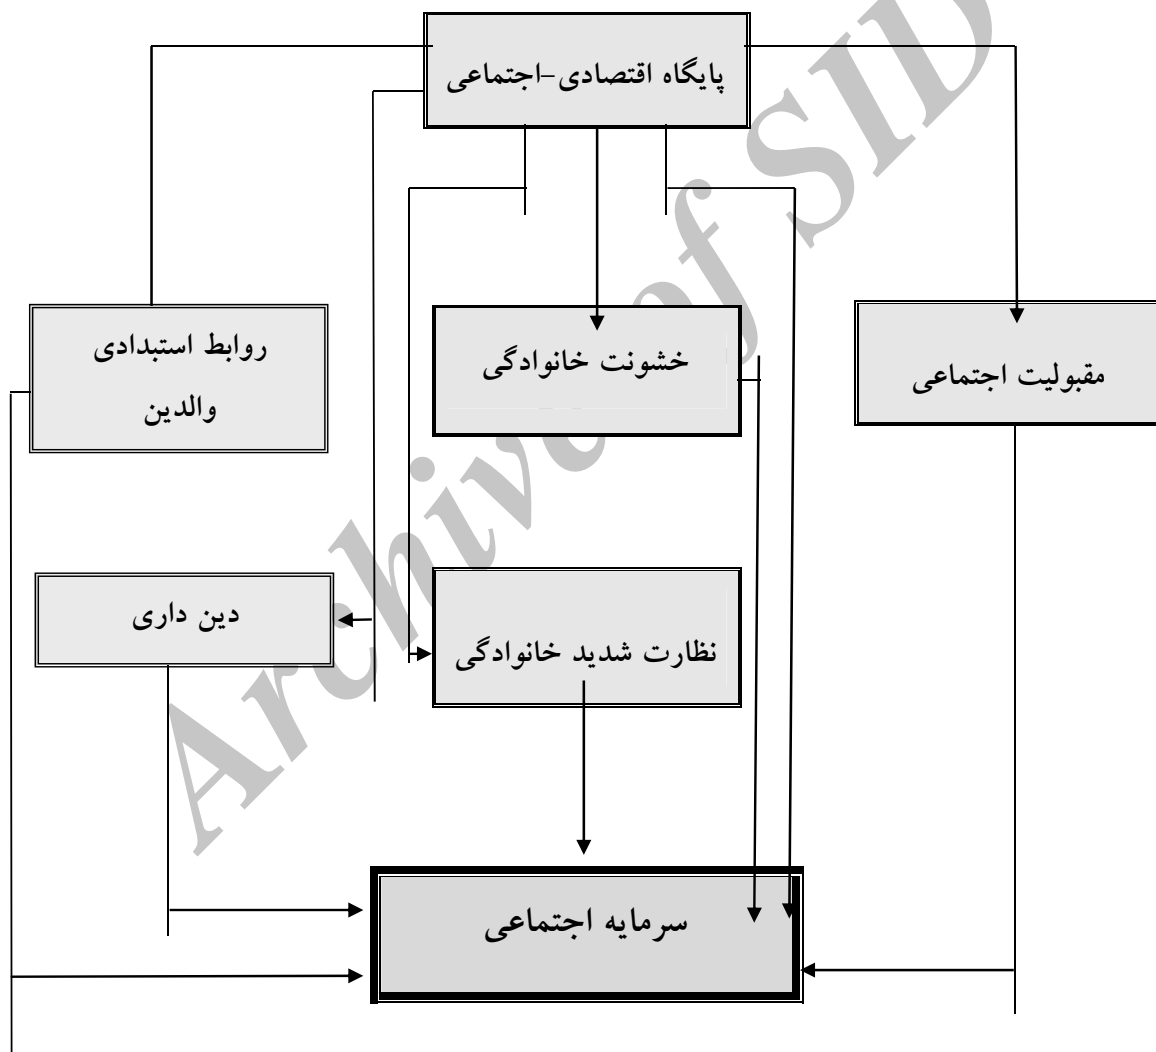 پایگاه اقتصادی-اجتماعی
روابط استبدادی
والدین
خشونت خانوادگی
مقبولیت اجتماعی
دین داری
نظارت شدید خانوادگی
سرمایه اجتماعی
Archive of SID